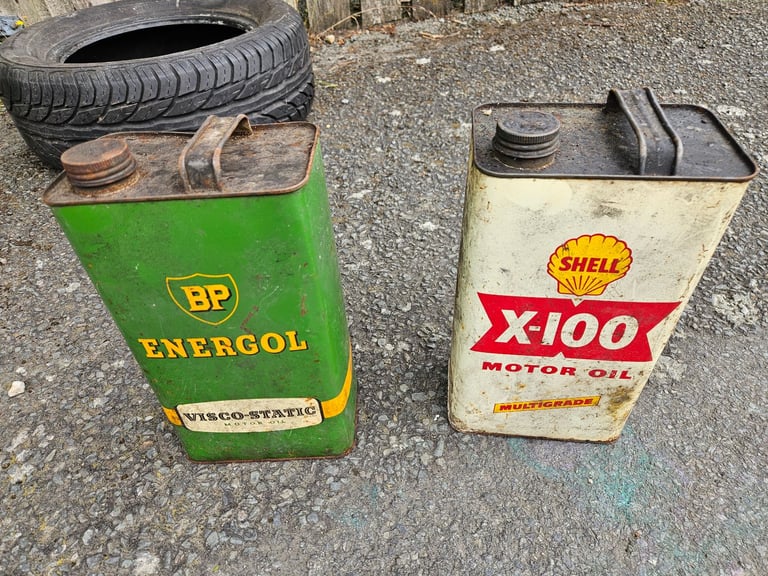 BP
ENERGOL
VISCO-STATIC
MOTOR OIL
SHELL
X-100
MOTOR OIL
MULTIGRADE